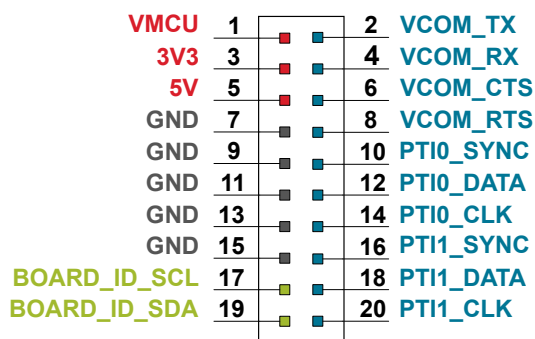 VMCU 1 2 VCOM_TX
3V3 3 4 VCOM_RX
5V 5 6 VCOM_CTS
GND 7 8 VCOM_RTS
GND 9 10 PTI0_SYNC
GND 11 12 PTI0_DATA
GND 13 14 PTI0_CLK
GND 15 16 PTI1_SYNC
BOARD_ID_SCL 17 18 PTI1_DATA
BOARD_ID_SDA 19 20 PTI1_CLK